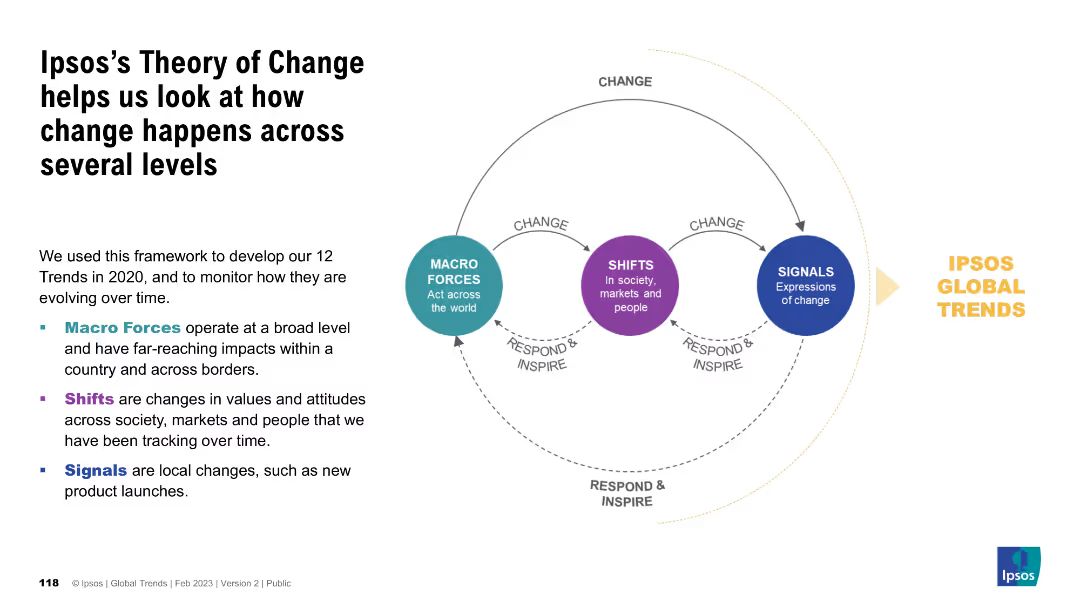 Ipsos's Theory of Change
helps us look at how
change happens across
several levels
We used this framework to develop our 12
Trends in 2020, and to monitor how they are
evolving over time.
▪ Macro Forces operate at a broad level
and have far-reaching impacts within a
country and across borders.
▪ Shifts are changes in values and attitudes
across society, markets and people that we
have been tracking over time.
▪ Signals are local changes, such as new
product launches.
CHANGE
CHANGE
CHANGE
MACRO
FORCES
Act across
the world
SHIFTS
In society,
markets and
people
SIGNALS
Expressions
of change
RESPOND &
INSPIRE
RESPOND &
INSPIRE
RESPOND &
INSPIRE
IPSOS
GLOBAL
TRENDS
118 © Ipsos | Global Trends | Feb 2023 | Version 2 | Public
Ipsos